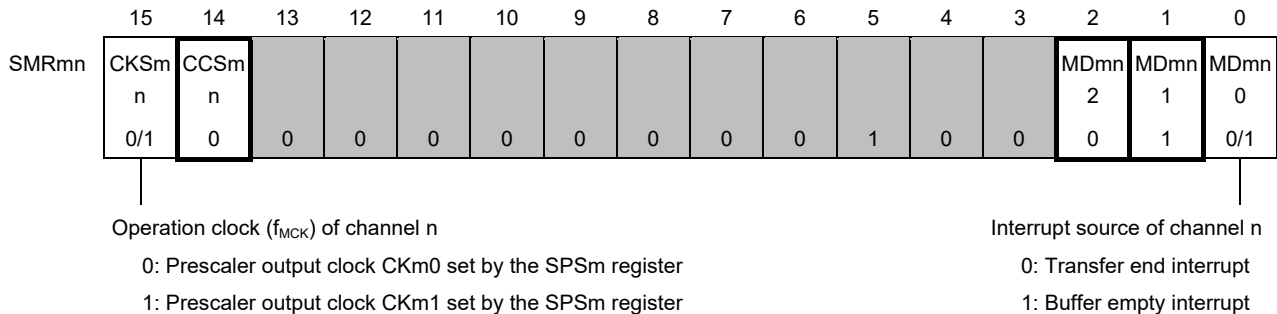 15 14 13 12 11 10 9 8 7 6 5 4 3 2 1 0
SMRmn CKSm CCSm MDmn MDmn MDmn
n n 2 1 0
0/1 0 0 0 0 0 0 0 0 0 1 0 0 0 1 0/1
Operation clock (fMCK) of channel n Interrupt source of channel n
0: Prescaler output clock CKm0 set by the SPSm register 0: Transfer end interrupt
1: Prescaler output clock CKm1 set by the SPSm register 1: Buffer empty interrupt